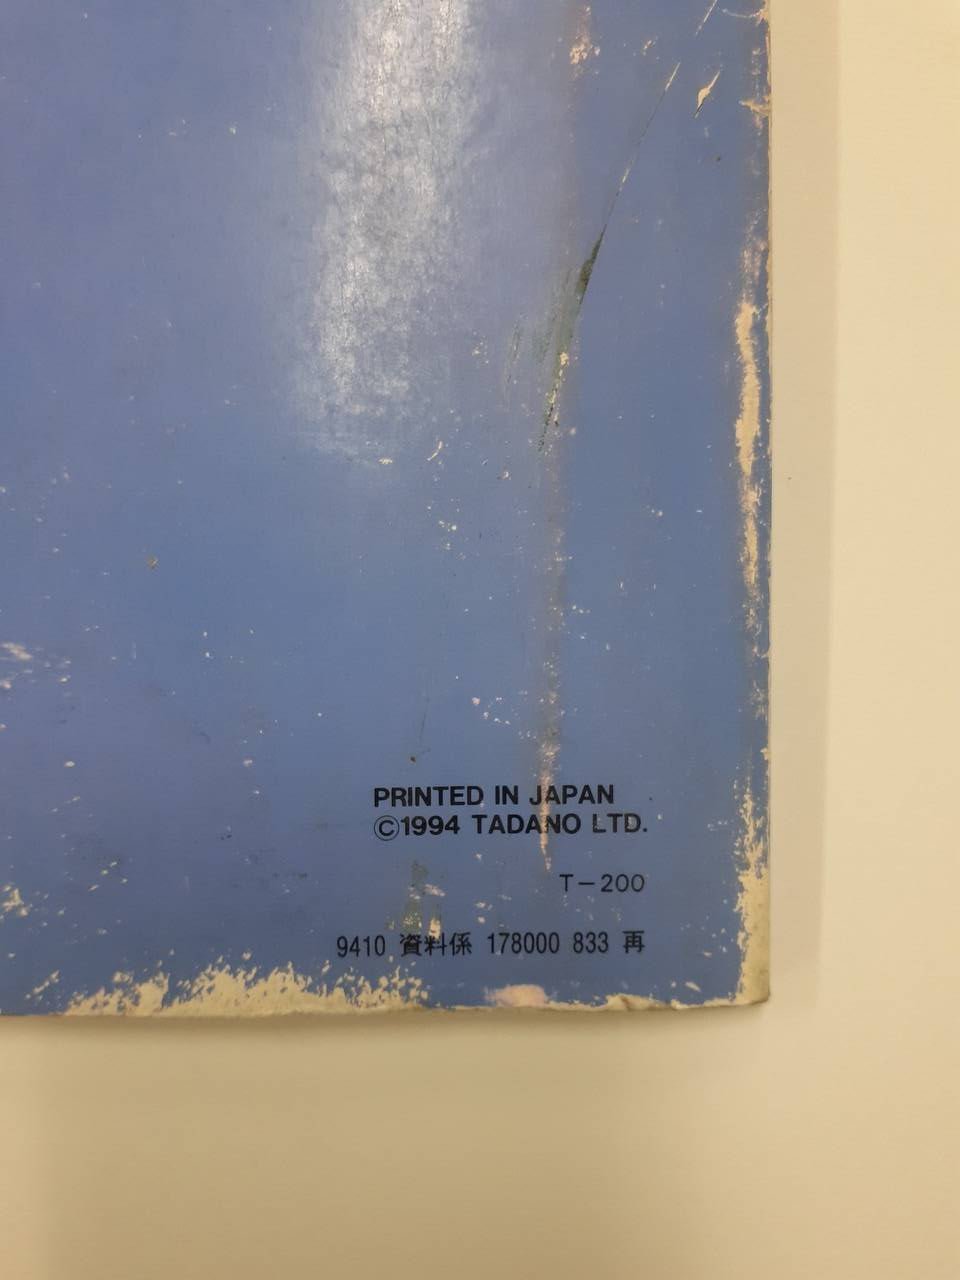 PRINTED IN JAPAN
©1994 TADANO LTD.
T-200
9410 資料係 178000 833 再